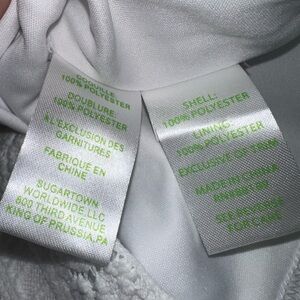 COQUILLE
100% POLYESTER
DOUBLURE:
100% POLYESTER
À L'EXCLUSION DES
GARNITURES
FABRIQUÉ EN
CHINE
SUGARTOWN
WORLDWIDE, LLC
800 THIRD AVENUE
KING OF PRUSSIA, PA
SHELL:
100% POLYESTER
LINING:
100% POLYESTER
EXCLUSIVE OF TRIM
MADE IN CHINA
SEE REVERSE
FOR CARE